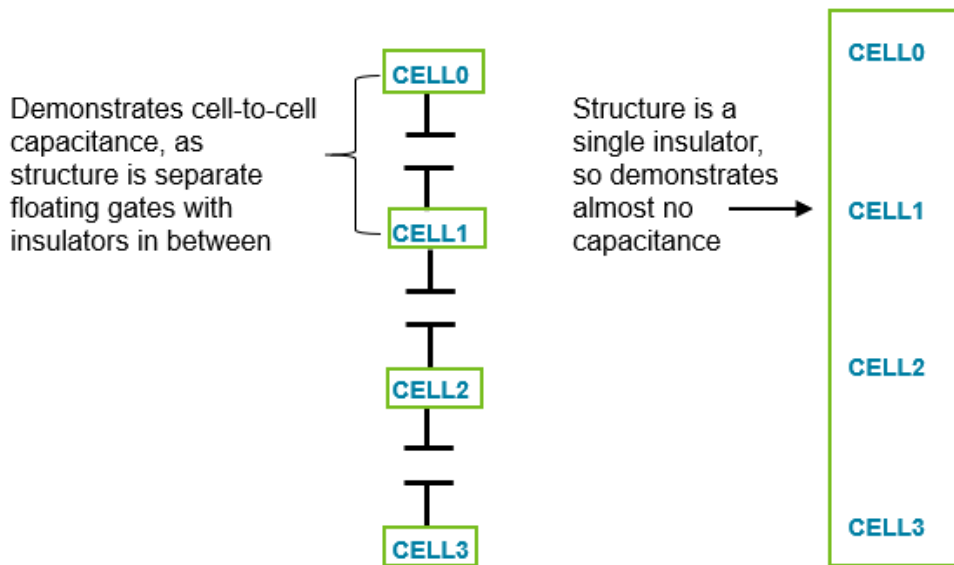 Demonstrates cell-to-cell
capacitance, as
structure is separate
floating gates with
insulators in between
CELL0
CELL1
CELL2
CELL3
Structure is a
single insulator,
so demonstrates
almost no
capacitance
CELL0
CELL1
CELL2
CELL3